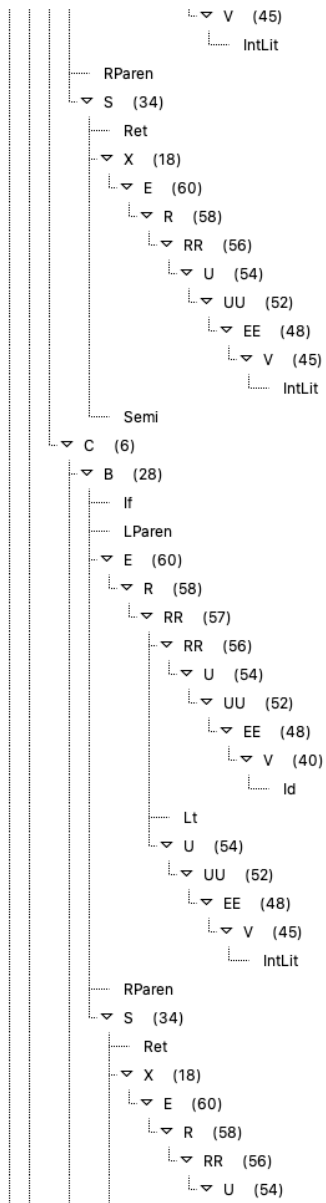 V (45)
IntLit
RParen
S (34)
Ret
X (18)
E (60)
R (58)
RR (56)
U (54)
UU (52)
EE (48)
V (45)
IntLit
Semi
C (6)
B (28)
If
LParen
E (60)
R (58)
RR (57)
RR (56)
U (54)
UU (52)
EE (48)
V (40)
Id
Lt
U (54)
UU (52)
EE (48)
V (45)
IntLit
RParen
S (34)
Ret
X (18)
E (60)
R (58)
RR (56)
U (54)